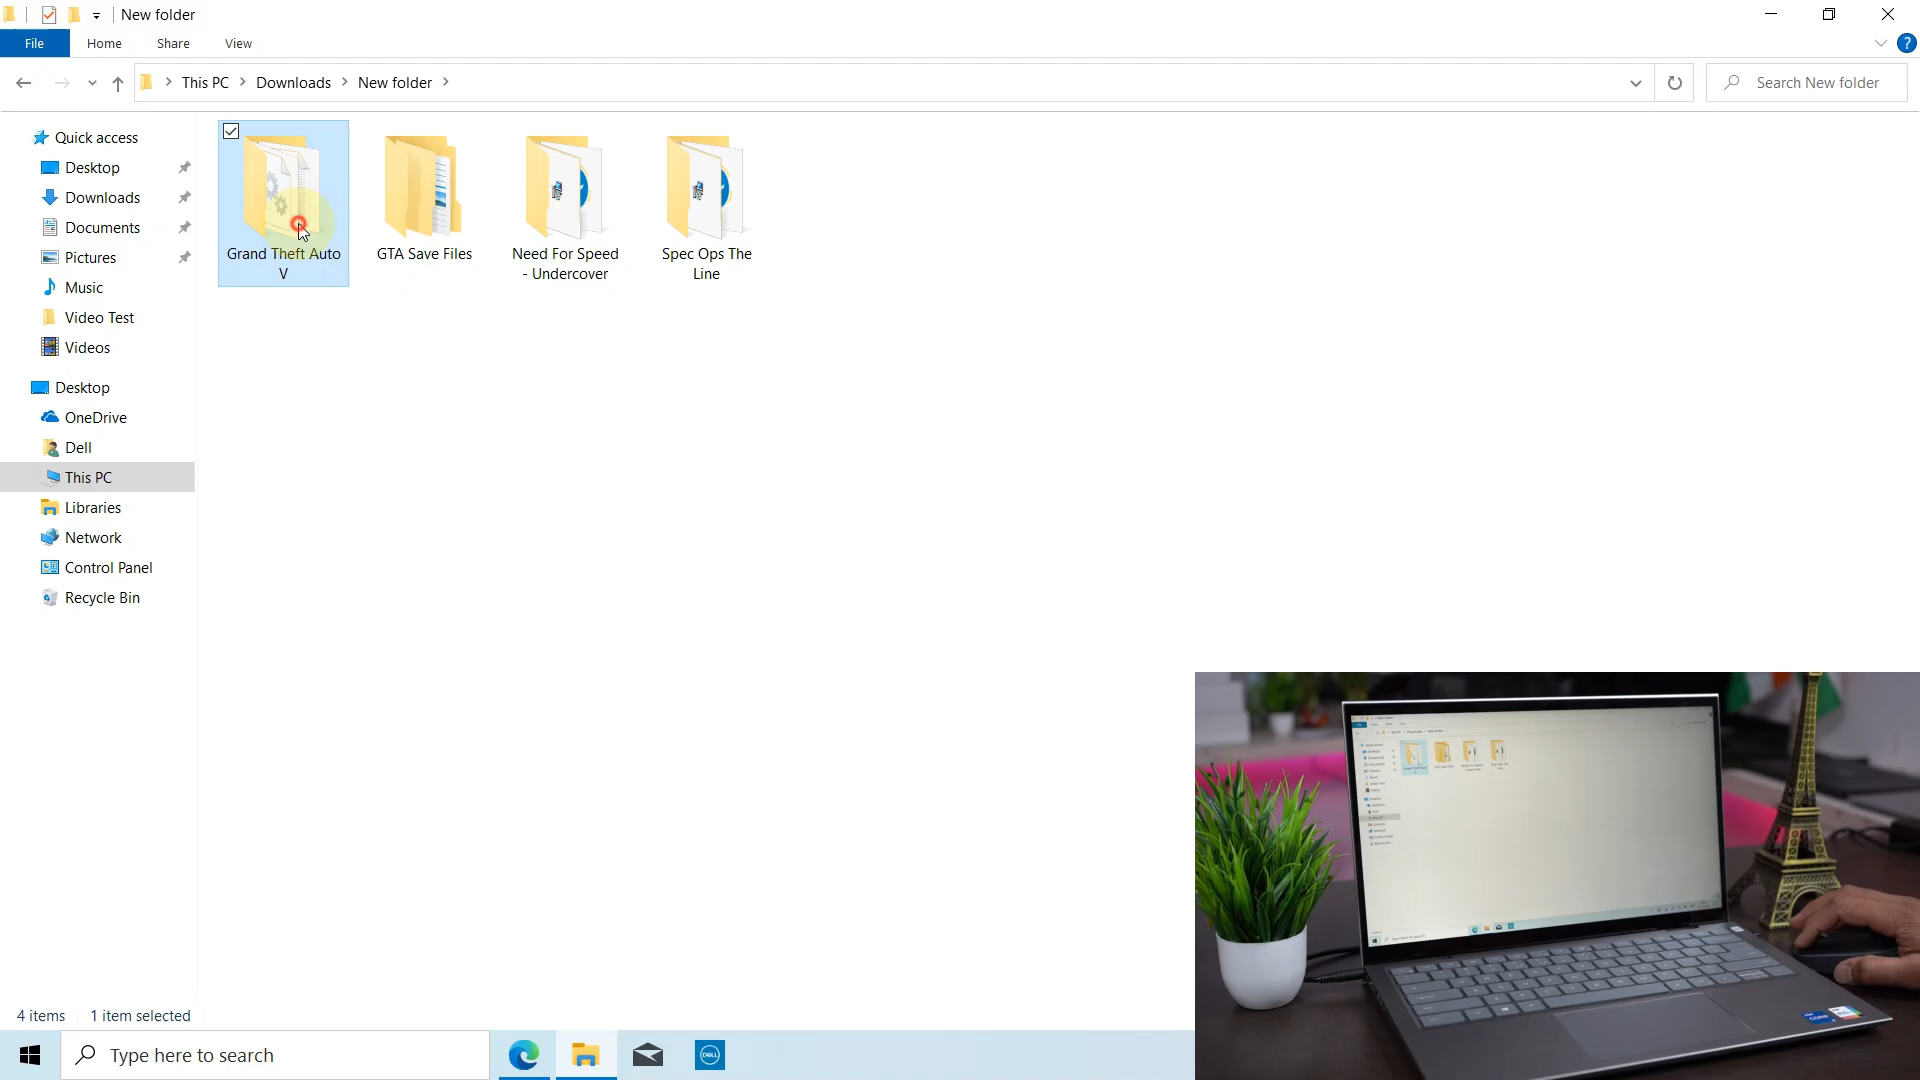 New folder
File Home Share View
This PC Downloads New folder
Search New folder
Quick access
Desktop
Downloads
Documents
Pictures
Music
Video Test
Videos
Desktop
OneDrive
Dell
This PC
Libraries
Network
Control Panel
Recycle Bin
Grand Theft Auto
V
GTA Save Files
Need For Speed
- Undercover
Spec Ops The
Line
4 items 1 item selected
Type here to search
DELL